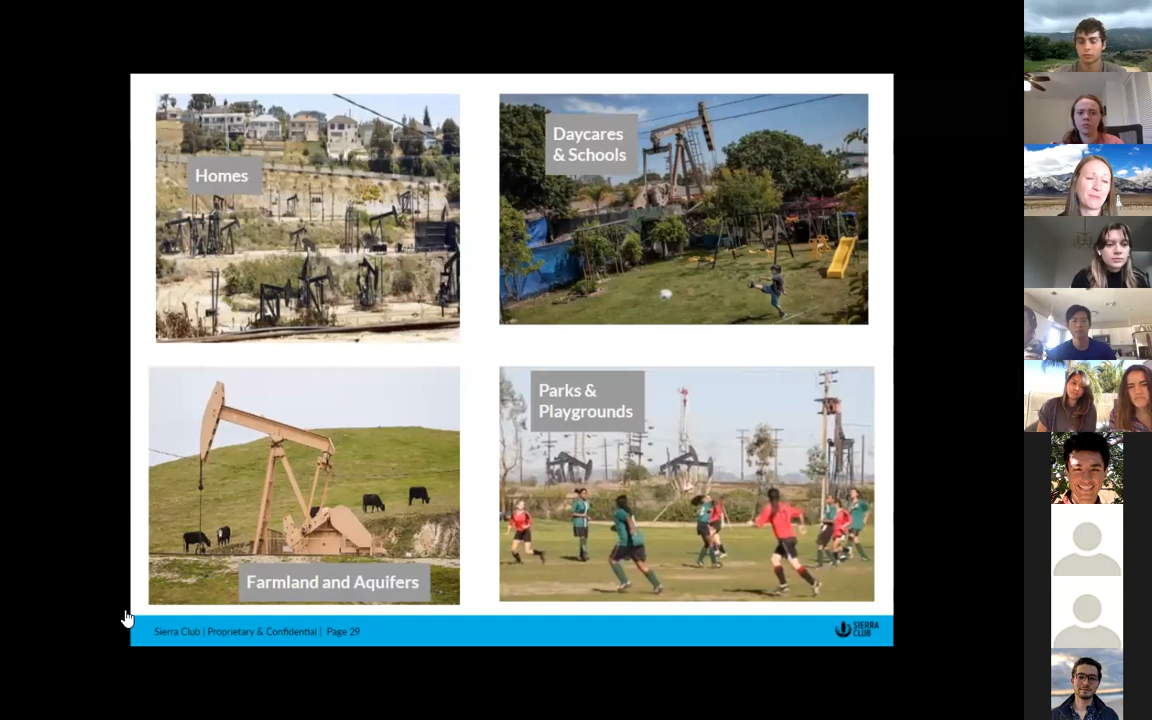 Homes
Daycares
& Schools
Farmland and Aquifers
Parks &
Playgrounds
Sierra Club | Proprietary & Confidential | Page 29
SIERRA
CLUB